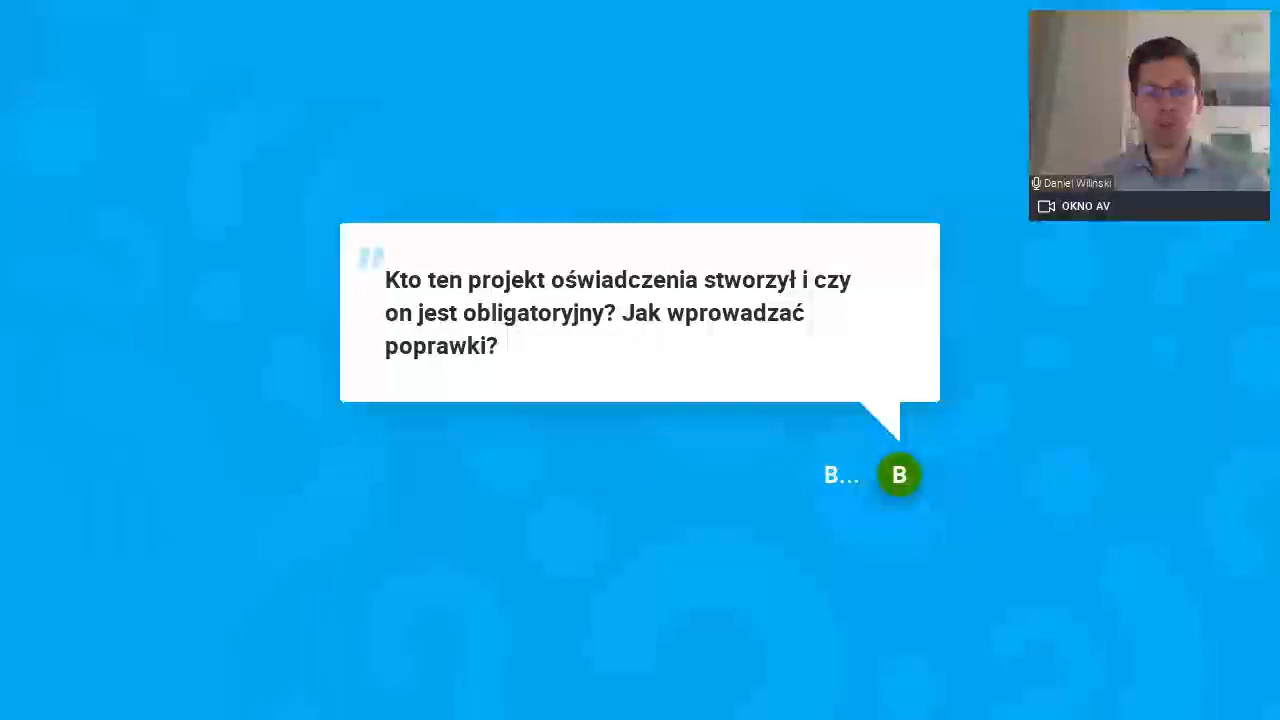 Daniel Wiliński
OKNO AV
"
Kto ten projekt oświadczenia stworzył i czy
on jest obligatoryjny? Jak wprowadzać
poprawki?
B...
B